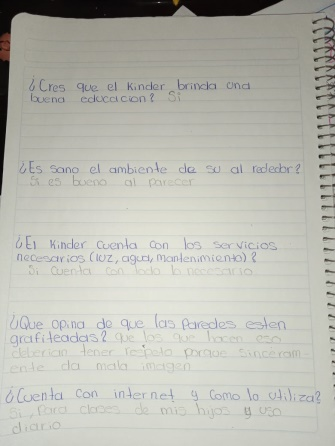 ¿Cres que el Kinder brinda una
buena educacion? Si
¿Es sano el ambiente de su al rededor?
Si es bueno al parecer
¿El Kinder cuenta con los servicios
necesarios (luz, agua, mantenimiento)?
Si cuenta con todo lo necesario
¿Que opina de que las Paredes esten
grafiteadas? que los que hacen eso
deberian tener respeto porque sinceram-
ente da mala imagen
¿Cuenta con internet y como lo utiliza?
Si, Para clases de mis hijos y uso
diario